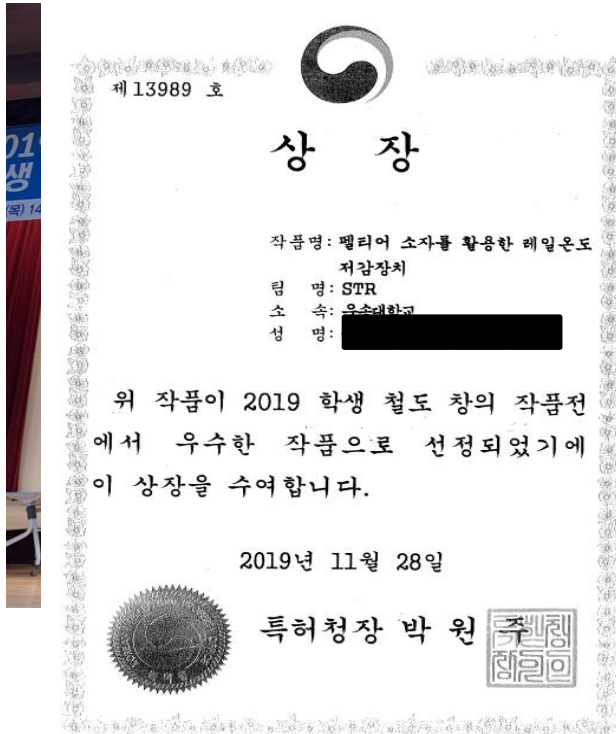 생
(목) 14
제13989 호
상 장
작품명: 펠티어 소자를 활용한 레일온도
저감장치
팀 명: STR
소 속: 우송대학교
성 명:
위 작품이 2019 학생 철도 창의 작품전
에서 우수한 작품으로 선정되었기에
이 상장을 수여합니다.
2019년 11월 28일
특허청장 박 원 주